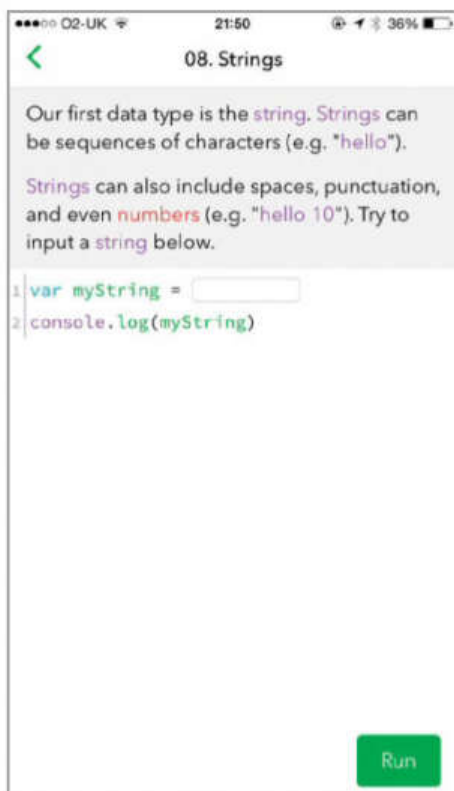 O2-UK 21:50 36%
08. Strings
Our first data type is the string. Strings can
be sequences of characters (e.g. "hello").
Strings can also include spaces, punctuation,
and even numbers (e.g. "hello 10"). Try to
input a string below.
1 var myString =
2 console.log(myString)
Run